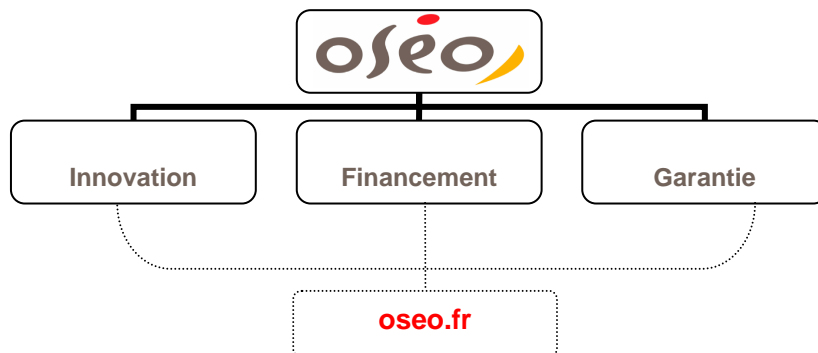 oséo
Innovation
Financement
Garantie
oseo.fr